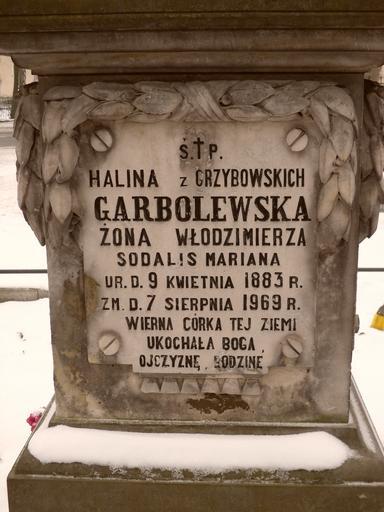 Ś.†P.
HALINA z GRZYBOWSKICH
GARBOLEWSKA
ŻONA WŁODZIMIERZA
SODALIS MARIANA
UR. D. 9 KWIETNIA 1883 R.
ZM. D. 7 SIERPNIA 1969 R.
WIERNA CÓRKA TEJ ZIEMI
UKOCHAŁA BOGA,
OJCZYZNĘ, RODZINĘ